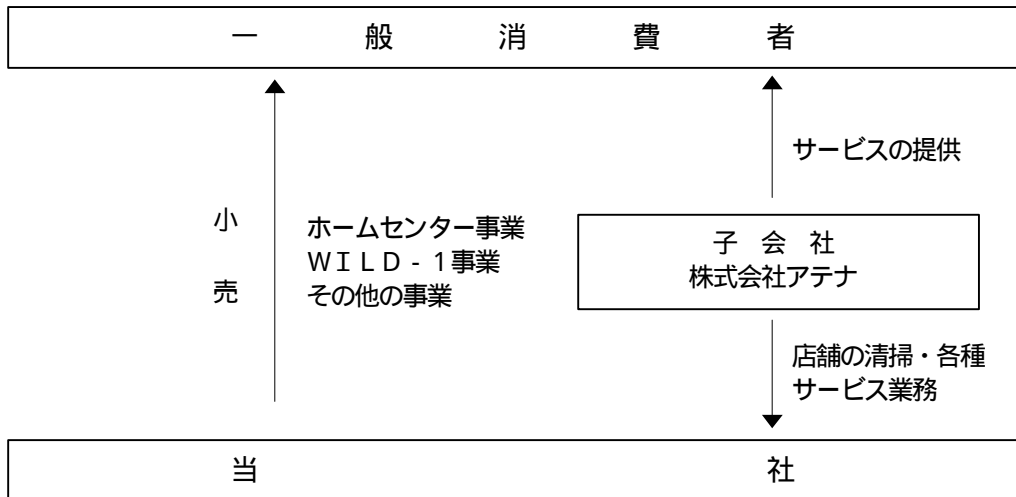 一般消費者
サービスの提供
小売
ホームセンター事業
ＷＩＬＤ‐１事業
その他の事業
子会社
株式会社アテナ
店舗の清掃・各種
サービス業務
当社